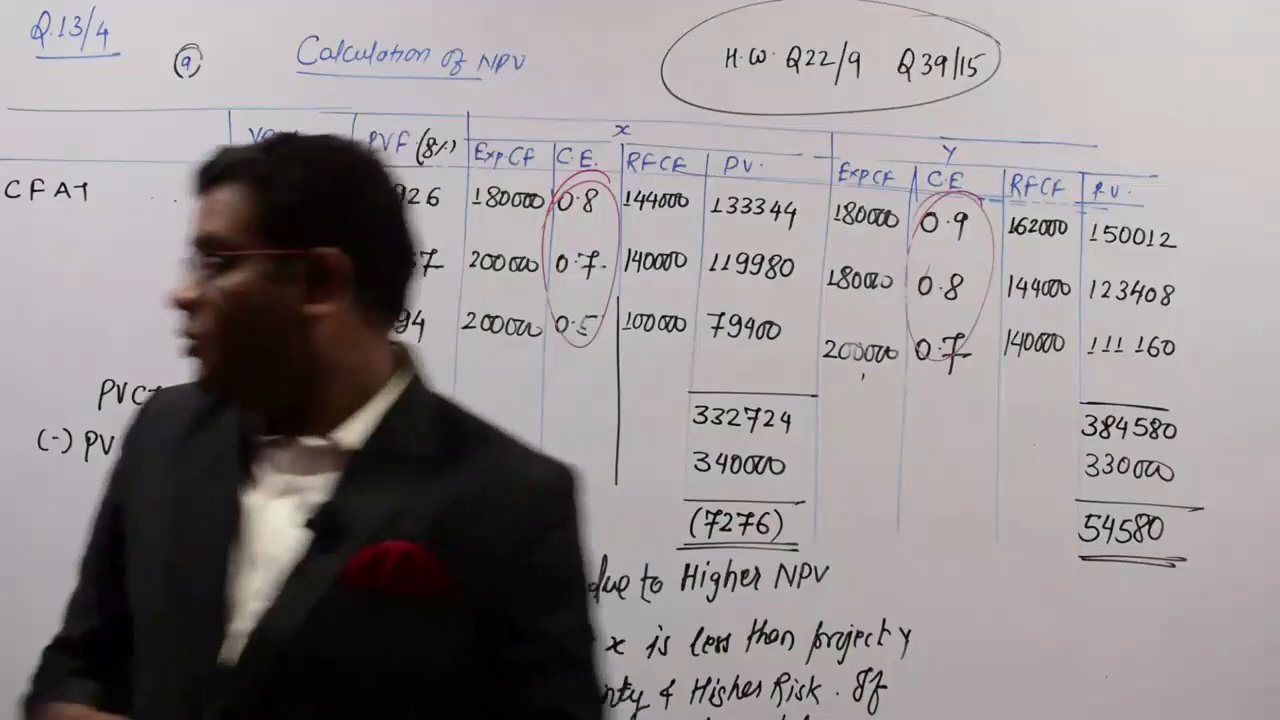 Q.13/4
(a) Calculation of NPV
H.W. Q22/9 Q39/15
PVF (8%) X Y
Exp CF C.E. RFCF PV. Exp CF C.E RFCF P.V.
CFAT 926 180000 0.8 144000 133344 180000 0.9 162000 150012
200000 0.7 140000 119980 180000 0.8 144000 123408
94 200000 0.5 100000 79400 200000 0.7 140000 111160
332724 384580
(-) PV 340000 330000
(7276) 54580
due to Higher NPV
X is less than project Y
& Higher Risk. If